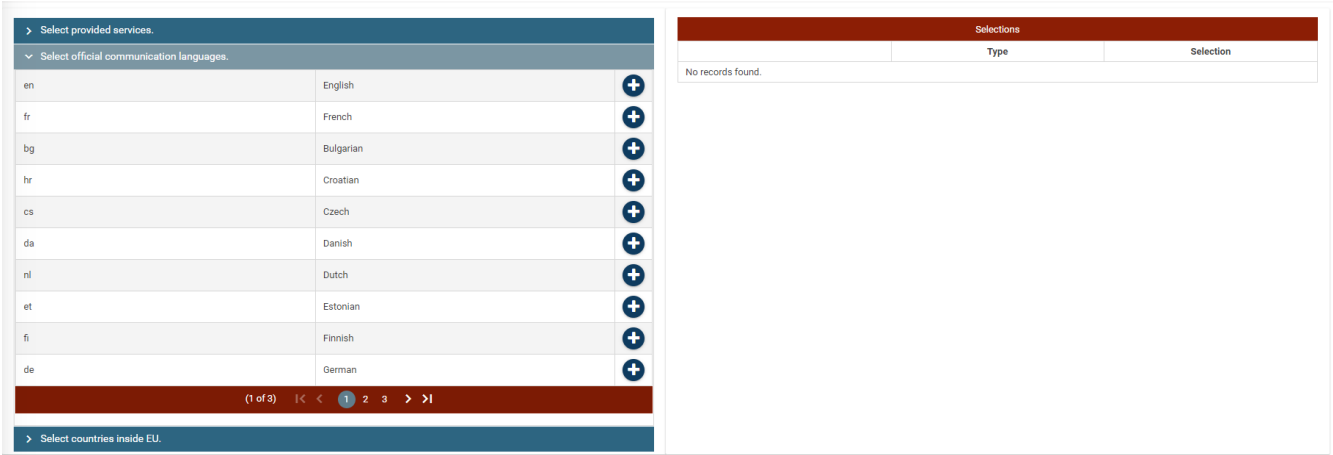 Select provided services.
Select official communication languages.
en English
fr French
bg Bulgarian
hr Croatian
cs Czech
da Danish
nl Dutch
et Estonian
fi Finnish
de German
(1 of 3) 1 2 3
Select countries inside EU.
Selections
Type Selection
No records found.